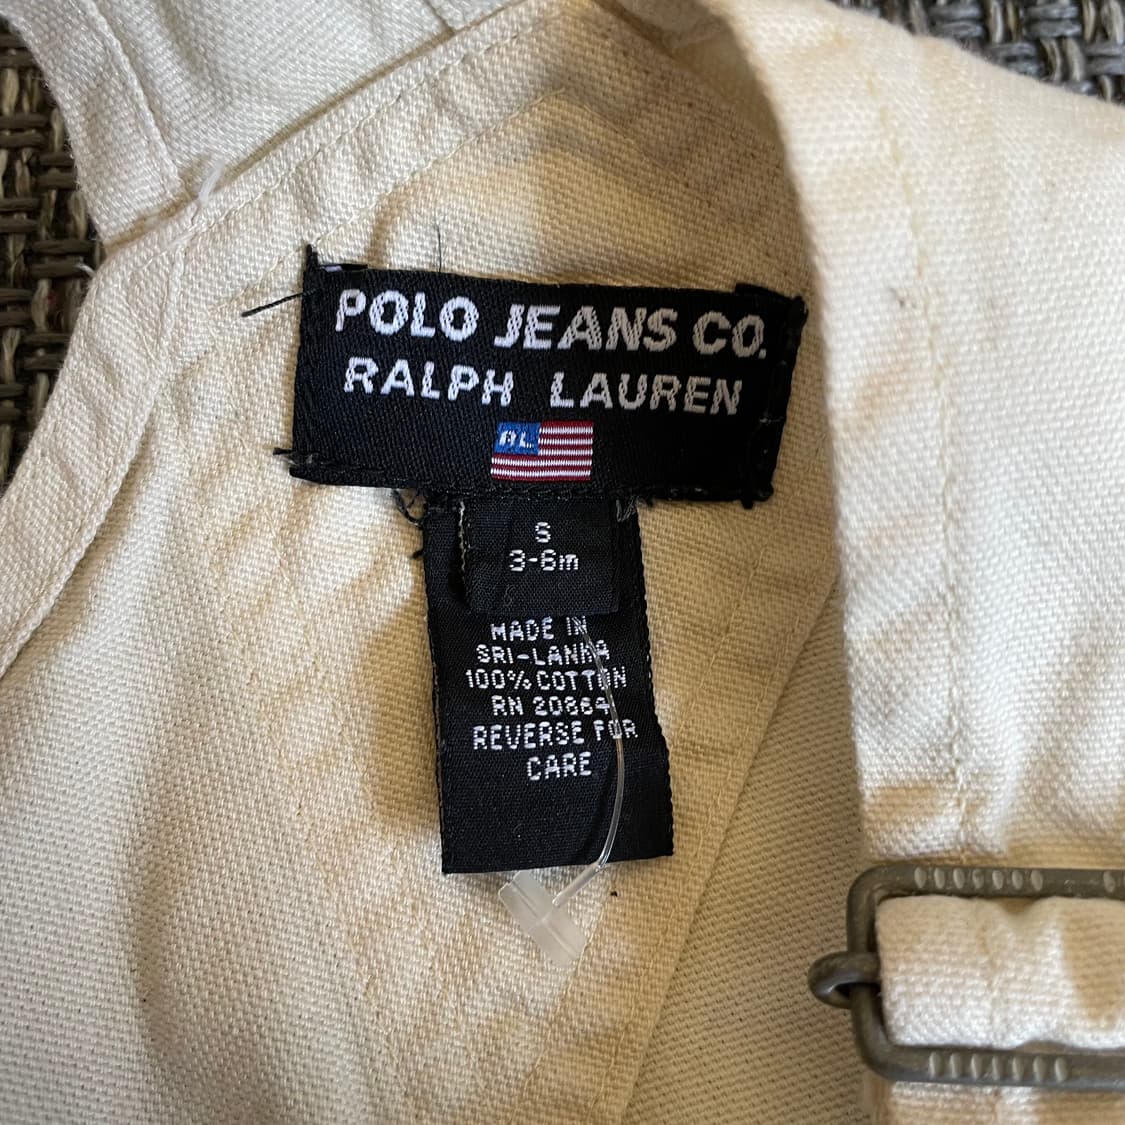 POLO JEANS CO.
RALPH LAUREN
RL
S
3-6m
MADE IN
SRI-LANKA
100% COTTON
RN 20864
REVERSE FOR
CARE